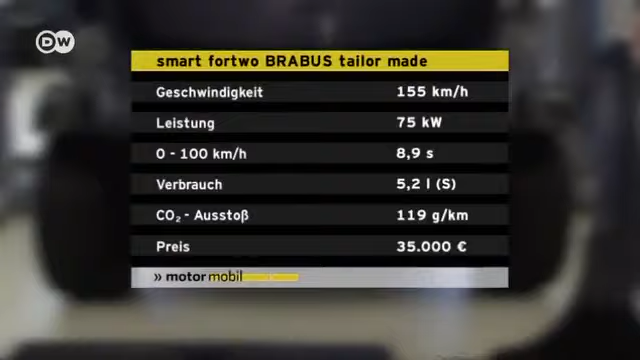 DW
smart fortwo BRABUS tailor made
Geschwindigkeit 155 km/h
Leistung 75 kW
0 - 100 km/h 8,9 s
Verbrauch 5,2 l (S)
CO₂ - Ausstoß 119 g/km
Preis 35.000 €
» motor mobil